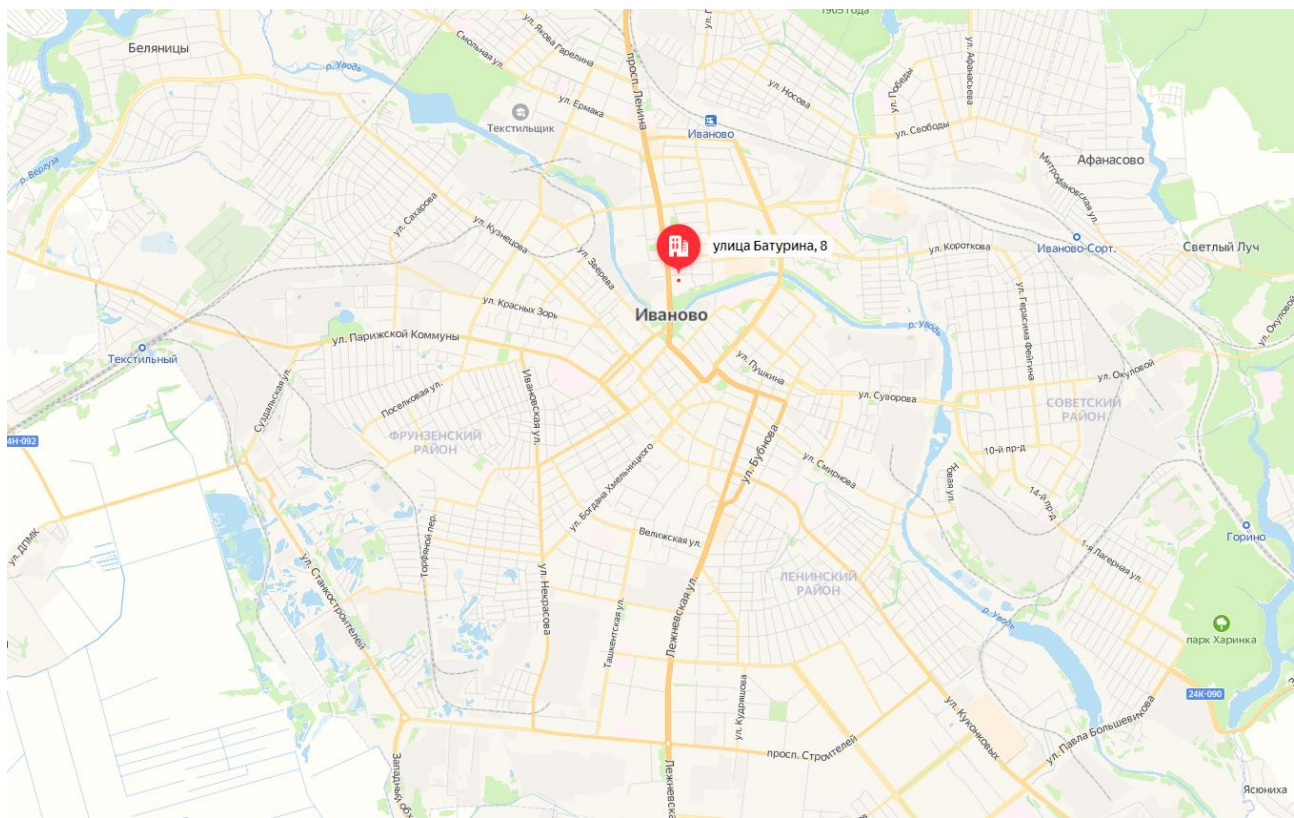 1905 года
Беляницы
ул. Якова Гарелина
Смольная ул.
р. Уводь
просп. Ленина
ул. Носова
ул. Победы
ул. Афанасьева
ул. Ермака
Текстильщик
Иваново
ул. Свободы
Афанасово
р. Вергуза
Митрофановская ул.
ул. Сахарова
ул. Кузнецова
ул. Зверева
улица Батурина, 8
ул. Короткова
Иваново-Сорт.
Светлый Луч
ул. Красных Зорь
Иваново
р. Уводь
ул. Герасима Фейгина
ул. Окуловой
ул. Парижской Коммуны
Текстильный
ул. Пушкина
ул. Окуловой
Суздальская ул.
Поселковая ул.
Ивановская ул.
ул. Суворова
СОВЕТСКИЙ
РАЙОН
ФРУНЗЕНСКИЙ
РАЙОН
4Н-092
ул. Бубнова
10-й пр-д
ул. Богдана Хмельницкого
ул. Смирнова
Но
овая ул.
14-й пр-д
ул. ДПМК
Торфяной пер.
Велижская ул.
Горино
1-я Лагерная ул.
ул. Станкостроителей
ул. Некрасова
ЛЕНИНСКИЙ
РАЙОН
Ташкентская ул.
Лежневская ул.
р. Уводь
парк Харинка
ул. Кудряшова
24К-090
ул. Куконковых
ул. Павла Большевикова
просп. Строителей
Западный обх
Лежневска
Ясюниха